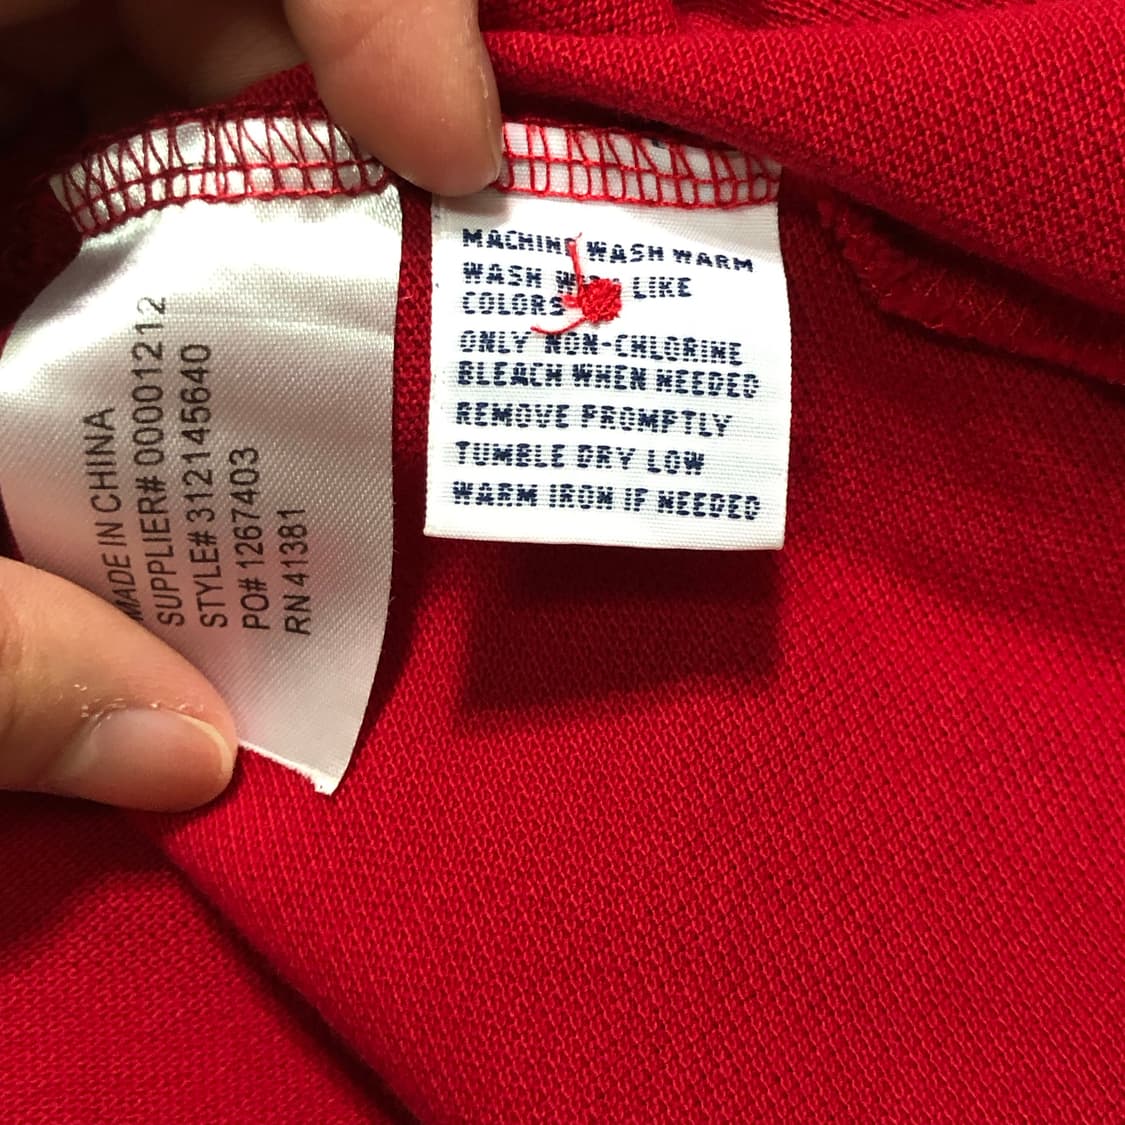 MADE IN CHINA
SUPPLIER# 000001212
STYLE# 312145640
PO# 1267403
RN 41381
MACHINE WASH WARM
WASH LIKE
COLORS
ONLY NON-CHLORINE
BLEACH WHEN NEEDED
REMOVE PROMPTLY
TUMBLE DRY LOW
WARM IRON IF NEEDED